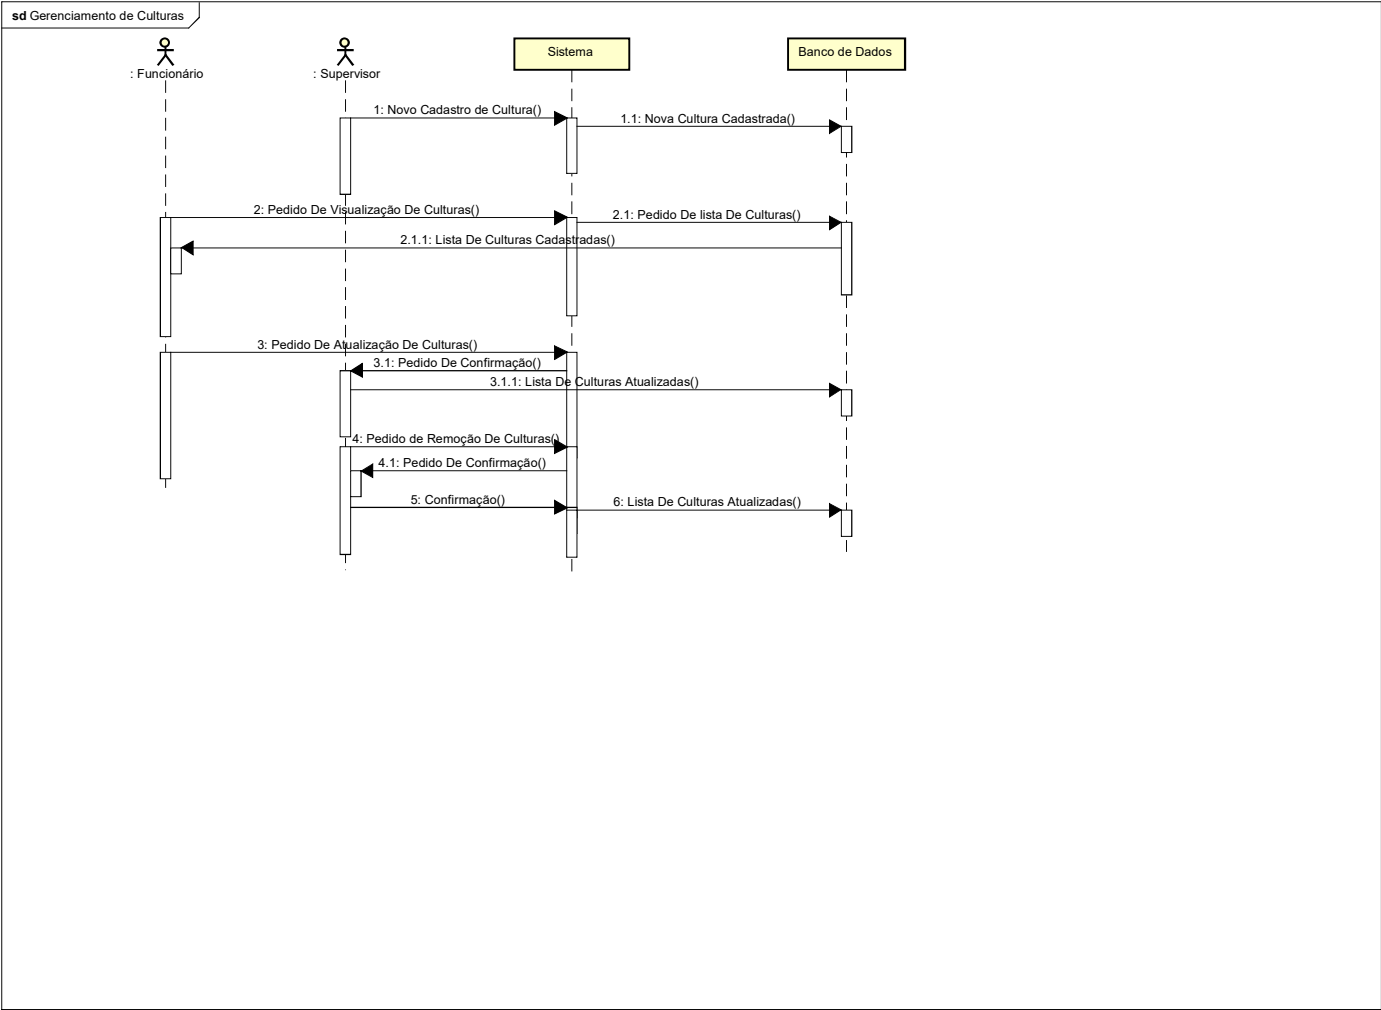 sd Gerenciamento de Culturas
: Funcionário
: Supervisor
Sistema
Banco de Dados
1: Novo Cadastro de Cultura()
1.1: Nova Cultura Cadastrada()
2: Pedido De Visualização De Culturas()
2.1: Pedido De lista De Culturas()
2.1.1: Lista De Culturas Cadastradas()
3: Pedido De Atualização De Culturas()
3.1: Pedido De Confirmação()
3.1.1: Lista De Culturas Atualizadas()
4: Pedido de Remoção De Culturas()
4.1: Pedido De Confirmação()
5: Confirmação()
6: Lista De Culturas Atualizadas()